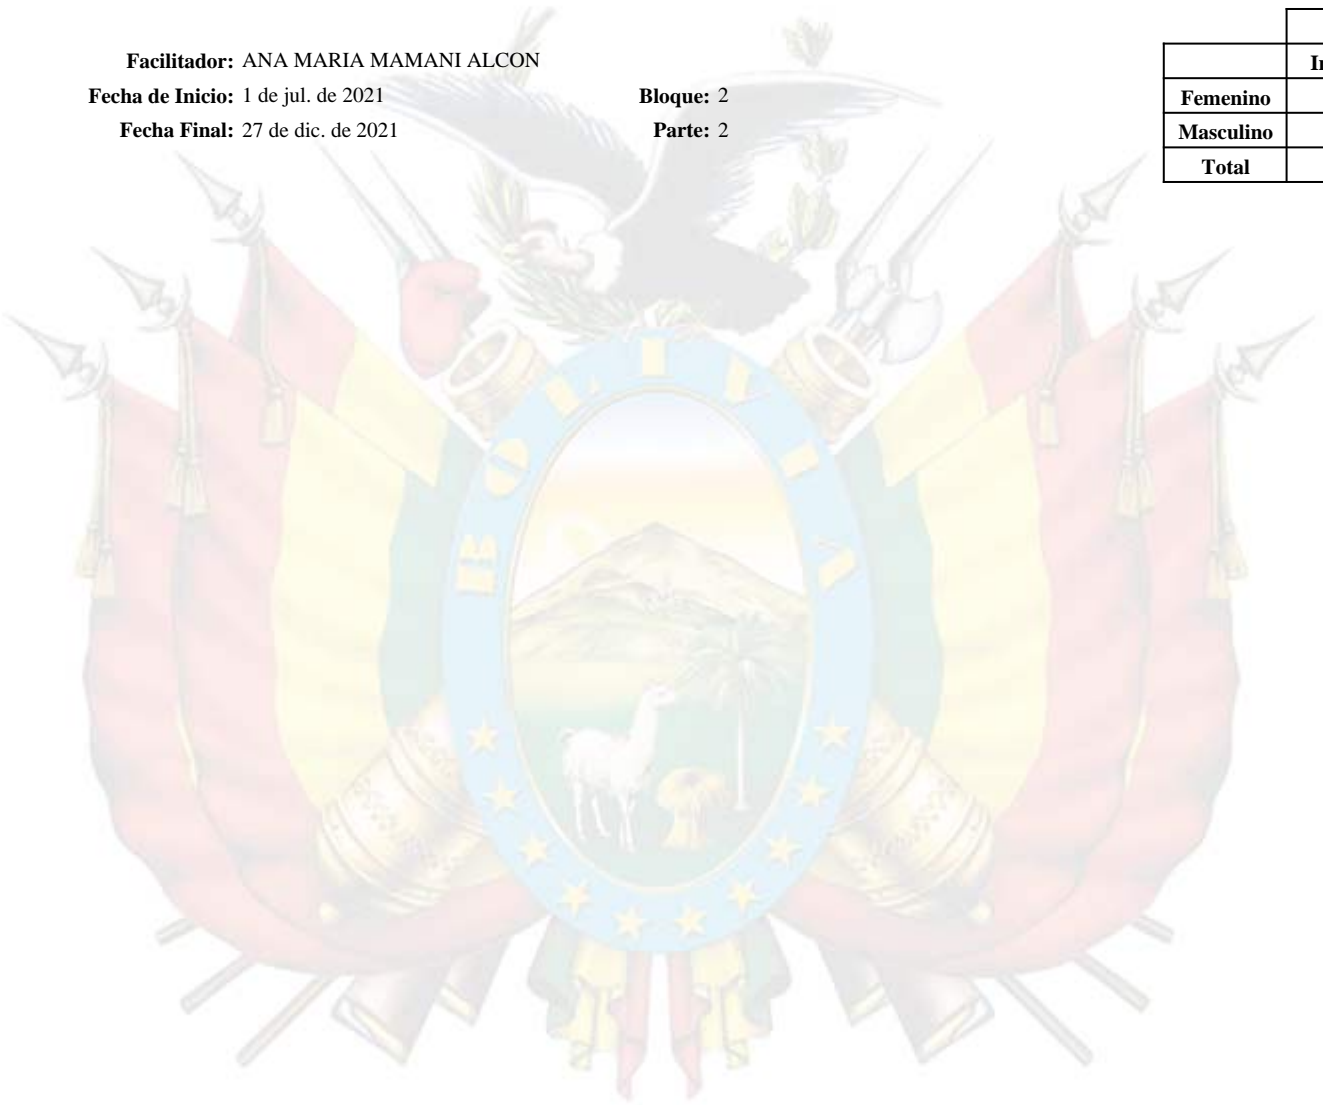 Facilitador: ANA MARIA MAMANI ALCON
Fecha de Inicio: 1 de jul. de 2021 Bloque: 2
Fecha Final: 27 de dic. de 2021 Parte: 2
Femenino
Masculino
Total
BOLIVIA